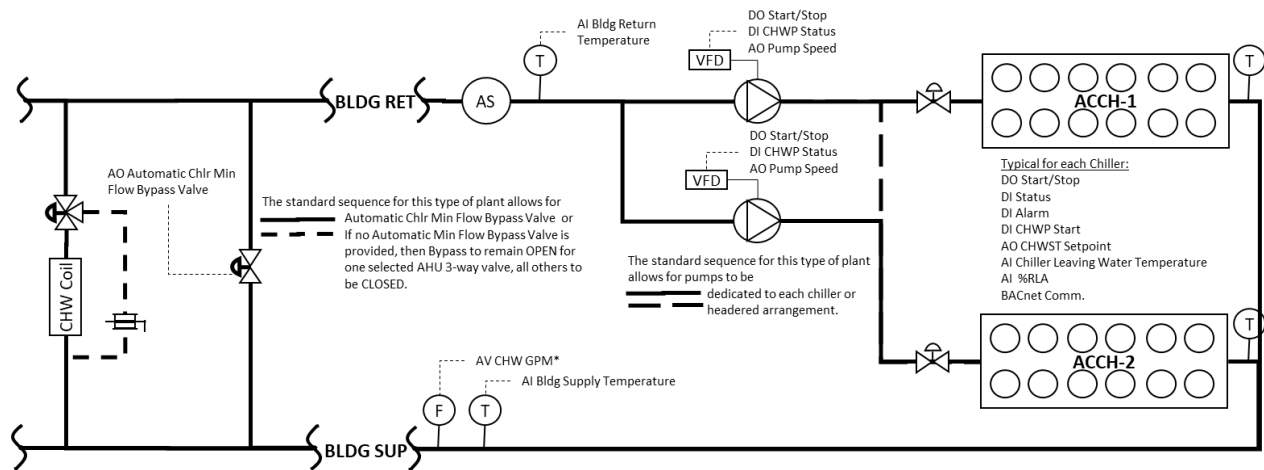 AI Bldg Return
Temperature
T
DO Start/Stop
DI CHWP Status
AO Pump Speed
VFD
T
BLDG RET
AS
ACCH-1
DO Start/Stop
DI CHWP Status
AO Pump Speed
VFD
AO Automatic Chlr Min
Flow Bypass Valve
The standard sequence for this type of plant allows for
Automatic Chlr Min Flow Bypass Valve or
If no Automatic Min Flow Bypass Valve is
provided, then Bypass to remain OPEN for
one selected AHU 3-way valve, all others to
be CLOSED.
The standard sequence for this type of plant
allows for pumps to be
dedicated to each chiller or
headered arrangement.
Typical for each Chiller:
DO Start/Stop
DI Status
DI Alarm
DI CHWP Start
AO CHWST Setpoint
AI Chiller Leaving Water Temperature
AI %RLA
BACnet Comm.
CHW Coil
T
ACCH-2
AV CHW GPM*
AI Bldg Supply Temperature
F
T
BLDG SUP